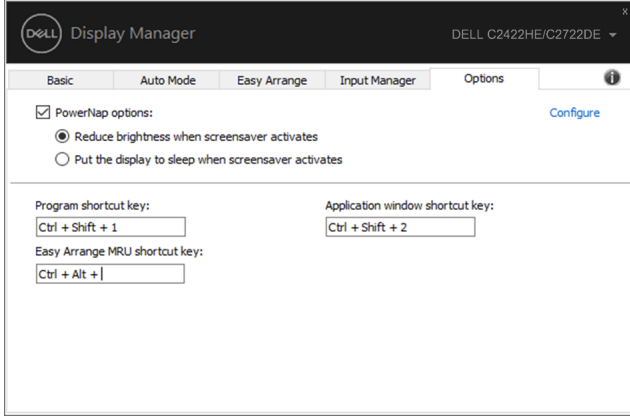 DELL Display Manager
DELL C2422HE/C2722DE
x
Basic Auto Mode Easy Arrange Input Manager Options i
PowerNap options: Configure
Reduce brightness when screensaver activates
Put the display to sleep when screensaver activates
Program shortcut key: Application window shortcut key:
Ctrl + Shift + 1 Ctrl + Shift + 2
Easy Arrange MRU shortcut key:
Ctrl + Alt +